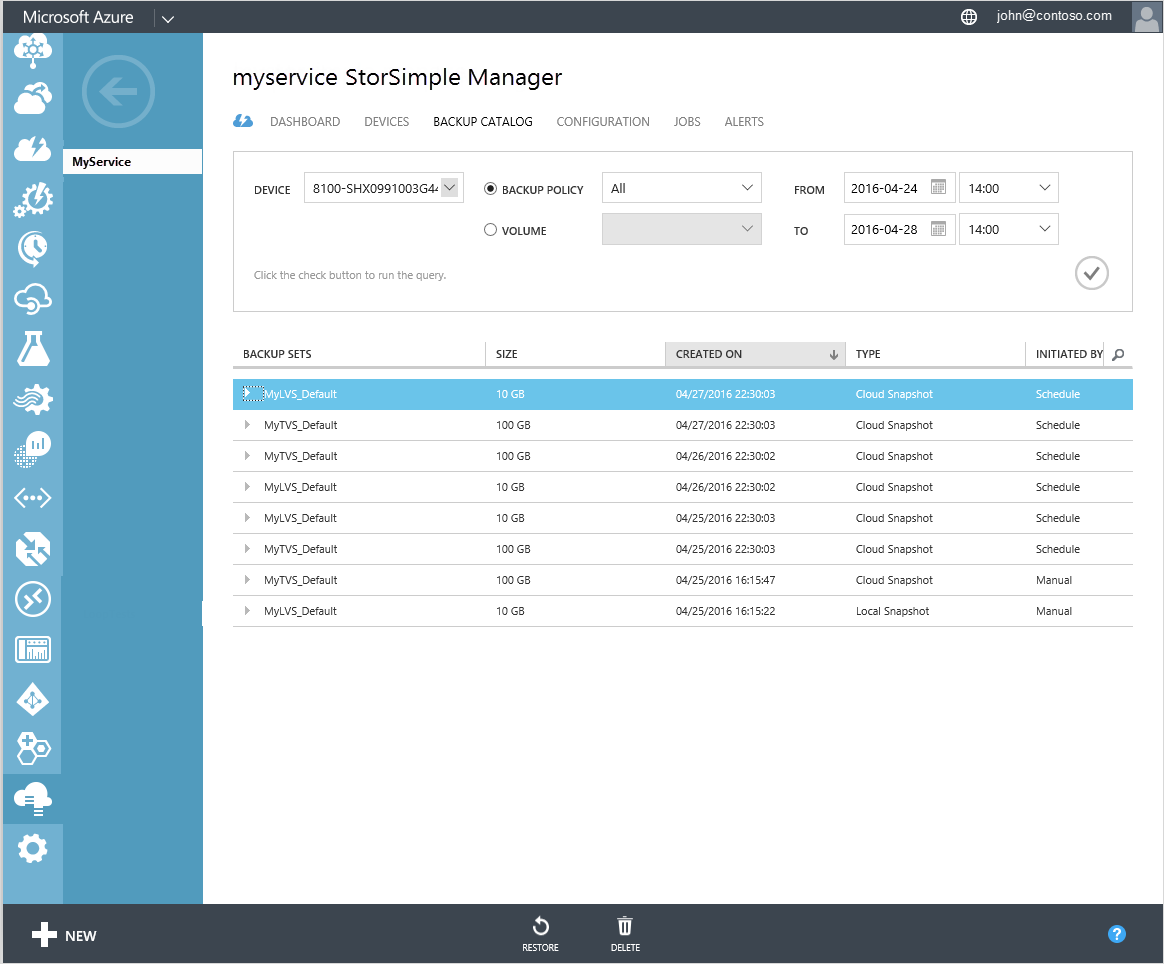 Microsoft Azure john@contoso.com
myservice StorSimple Manager
DASHBOARD DEVICES BACKUP CATALOG CONFIGURATION JOBS ALERTS
MyService
DEVICE 8100-SHX0991003G44 BACKUP POLICY All FROM 2016-04-24 14:00
VOLUME TO 2016-04-28 14:00
Click the check button to run the query.
BACKUP SETS SIZE CREATED ON TYPE INITIATED BY
MyLVS_Default 10 GB 04/27/2016 22:30:03 Cloud Snapshot Schedule
MyTVS_Default 100 GB 04/27/2016 22:30:03 Cloud Snapshot Schedule
MyTVS_Default 100 GB 04/26/2016 22:30:02 Cloud Snapshot Schedule
MyLVS_Default 10 GB 04/26/2016 22:30:02 Cloud Snapshot Schedule
MyLVS_Default 10 GB 04/25/2016 22:30:03 Cloud Snapshot Schedule
MyTVS_Default 100 GB 04/25/2016 22:30:03 Cloud Snapshot Schedule
MyTVS_Default 100 GB 04/25/2016 16:15:47 Cloud Snapshot Manual
MyLVS_Default 10 GB 04/25/2016 16:15:22 Local Snapshot Manual
NEW RESTORE DELETE ?